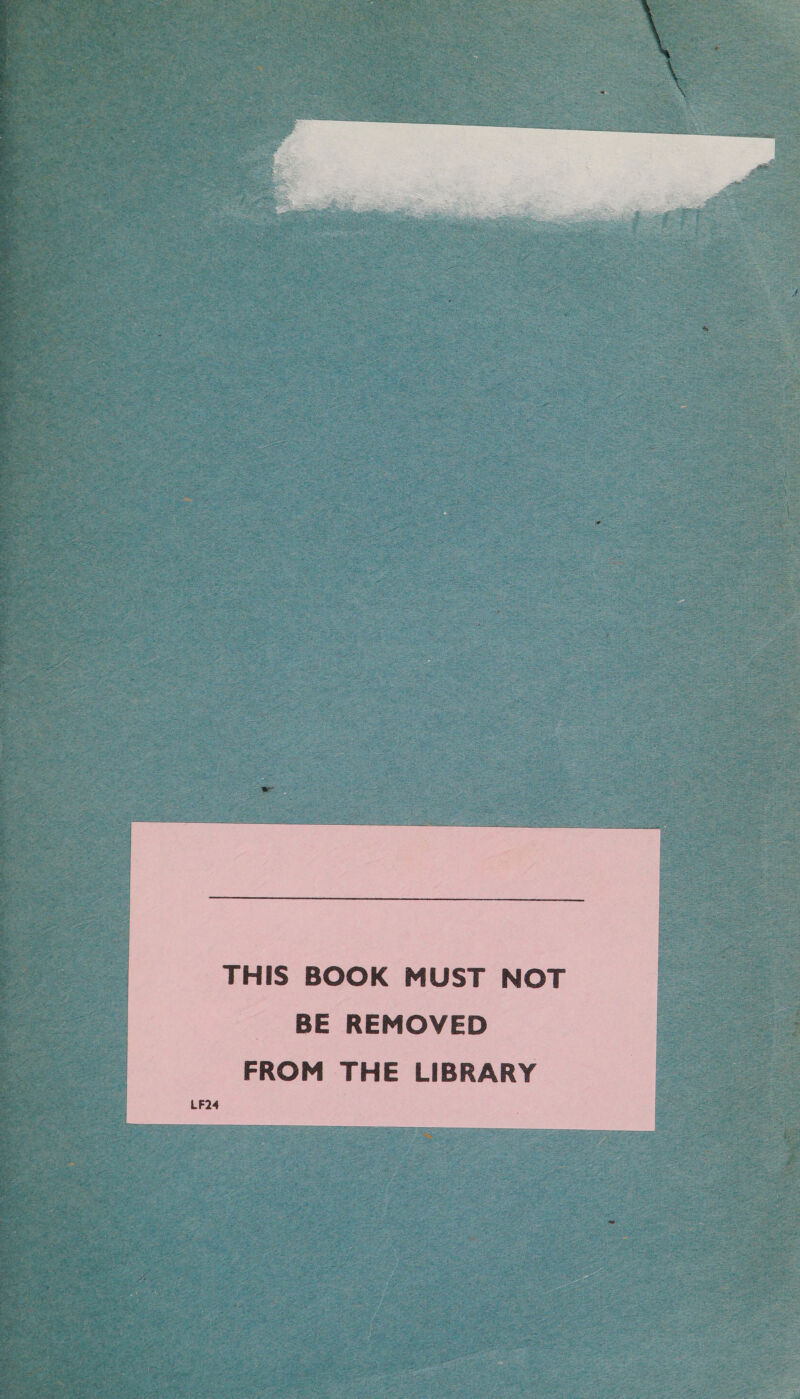 THIS BOOK MUST NOT
BE REMOVED
FROM THE LIBRARY
LF24